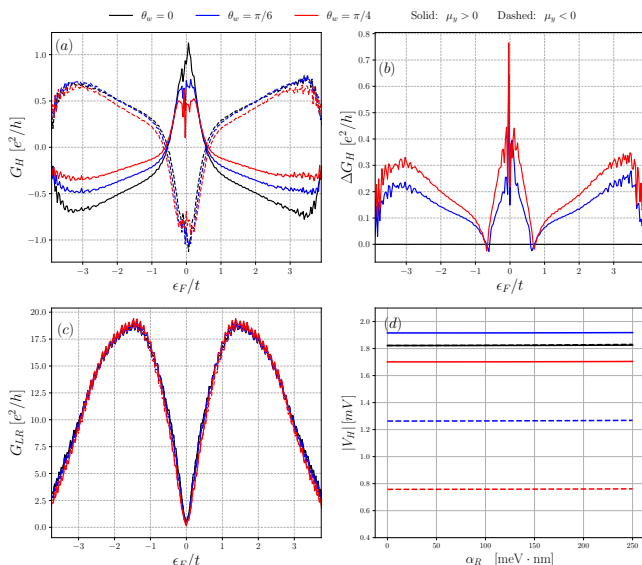 θ_w = 0 θ_w = π/6 θ_w = π/4 Solid: μ_y > 0 Dashed: μ_y < 0
(a)
G_H [e²/h]
1.0
0.5
0.0
−0.5
−1.0
−3 −2 −1 0 1 2 3
ϵ_F/t
(b)
ΔG_H [e²/h]
0.8
0.7
0.6
0.5
0.4
0.3
0.2
0.1
0.0
−3 −2 −1 0 1 2 3
ϵ_F/t
(c)
G_LR [e²/h]
20.0
17.5
15.0
12.5
10.0
7.5
5.0
2.5
0.0
−3 −2 −1 0 1 2 3
ϵ_F/t
(d)
|V_H| [mV]
2.0
1.8
1.6
1.4
1.2
1.0
0.8
0.6
0.4
0 50 100 150 200 250
α_R [meV · nm]